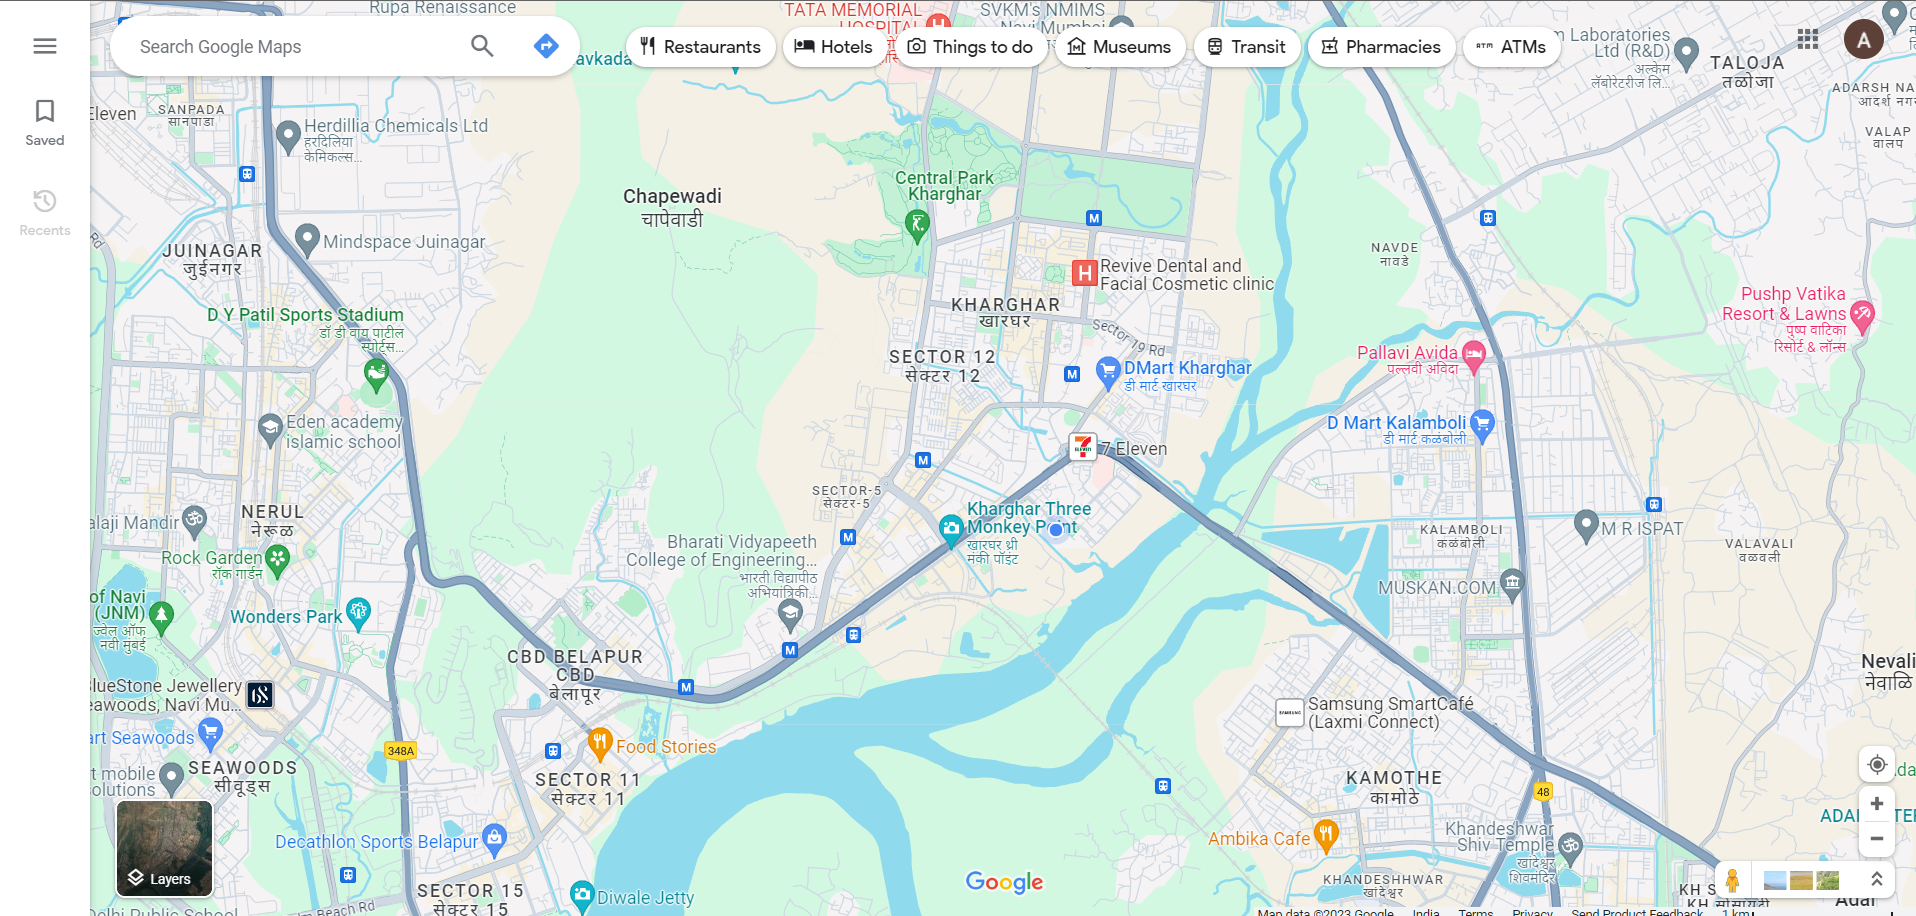 Rupa Renaissance
TATA MEMORIAL
HOSPITAL
SVKM's NMIMS
Navi Mumbai
Search Google Maps
avkada
Restaurants
Hotels
Things to do
Museums
Transit
Pharmacies
ATMs
A
Laboratories
Ltd (R&D)
अल्केम
लॅबोरेटरीज लि...
TALOJA
तळोजा
ADARSH NA
आदर्श नग
VALAP
वालप
Saved
Recents
Eleven
SANPADA
सानपाडा
Herdillia Chemicals Ltd
हरदिलिया
केमिकल्स...
Chapewadi
चापेवाडी
Central Park
Kharghar
JUINAGAR
जुईनगर
Mindspace Juinagar
NAVDE
नावडे
Revive Dental and
Facial Cosmetic clinic
KHARGHAR
खारघर
Sector 19 Rd
D Y Patil Sports Stadium
डॉ डी वाय पाटील
स्पोर्ट्स...
Pushp Vatika
Resort & Lawns
पुष्प वाटिका
रिसोर्ट & लॉन्स
SECTOR 12
सेक्टर 12
DMart Kharghar
डी मार्ट खारघर
Pallavi Avida
पल्लवी अविदा
Eden academy
islamic school
D Mart Kalamboli
डी मार्ट कळंबोली
7 Eleven
SECTOR-5
सेक्टर-5
NERUL
नेरूळ
alaji Mandir
Kharghar Three
Monkey Point
खारघर थ्री
मंकी पॉइंट
KALAMBOLI
कळंबोली
M R ISPAT
VALAVALI
वळवली
Rock Garden
रॉक गार्डन
Bharati Vidyapeeth
College of Engineering...
भारती विद्यापीठ
अभियांत्रिकी...
MUSKAN.COM
of Navi
(JNM)
ज्वेल ऑफ
नवी मुंबई
Wonders Park
CBD BELAPUR
CBD
बेलापूर
Nevali
नेवाळि
BlueStone Jewellery
eawoods, Navi Mu...
Samsung SmartCafé
(Laxmi Connect)
SAMSUNG
art Seawoods
348A
Food Stories
SEAWOODS
सीवूड्स
t mobile
olutions
SECTOR 11
सेक्टर 11
KAMOTHE
कामोठे
48
Layers
Decathlon Sports Belapur
Ambika Cafe
Khandeshwar
Shiv Temple
खांदेश्वर
शिवमंदिर
SECTOR 15
सेक्टर 15
Diwale Jetty
Google
KHANDESHHWAR
खांदेश्वर
Delhi Public School
Beach Rd
Map data ©2023 Google India Terms Privacy Send Product Feedback 1 km